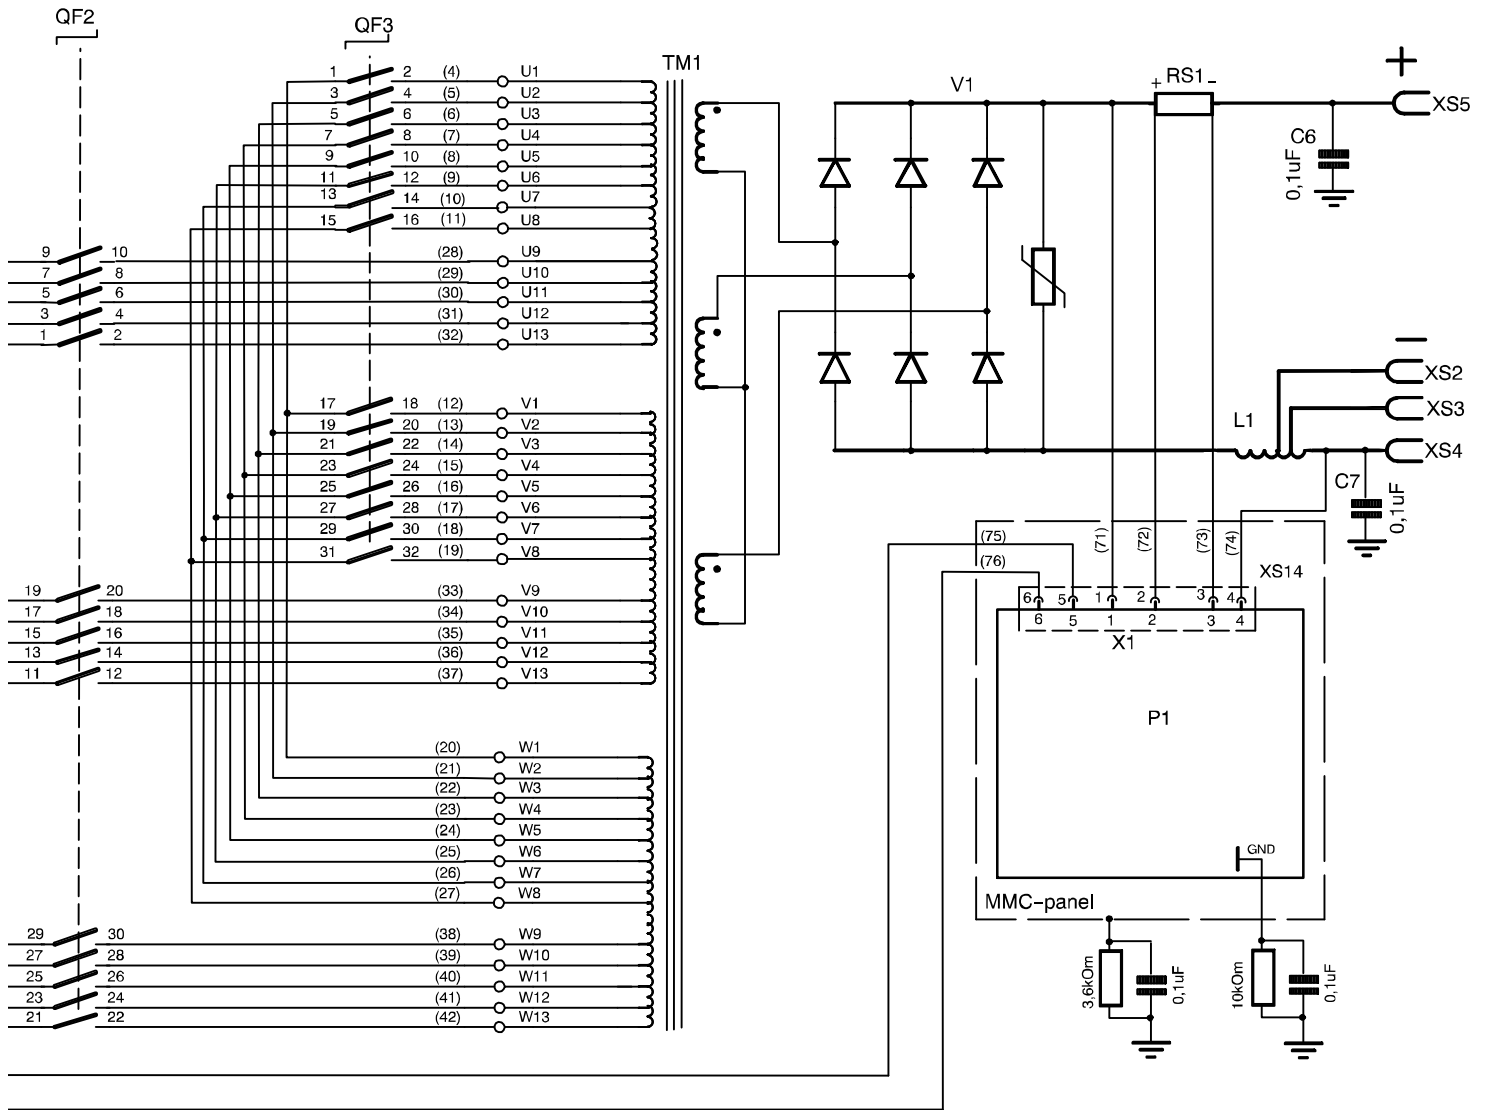 QF2
QF3
TM1
V1
+ RS1 -
+
XS5
C6
0,1uF
1 2 (4) U1
3 4 (5) U2
5 6 (6) U3
7 8 (7) U4
9 10 (8) U5
11 12 (9) U6
13 14 (10) U7
15 16 (11) U8
9 10 (28) U9
7 8 (29) U10
5 6 (30) U11
3 4 (31) U12
1 2 (32) U13
−
XS2
XS3
L1
XS4
C7
0,1uF
17 18 (12) V1
19 20 (13) V2
21 22 (14) V3
23 24 (15) V4
25 26 (16) V5
27 28 (17) V6
29 30 (18) V7
31 32 (19) V8
19 20 (33) V9
17 18 (34) V10
15 16 (35) V11
13 14 (36) V12
11 12 (37) V13
(75)
(76)
(71)
(72)
(73)
(74)
XS14
6 5 1 2 3 4
6 5 1 2 3 4
X1
P1
GND
MMC-panel
(20) W1
(21) W2
(22) W3
(23) W4
(24) W5
(25) W6
(26) W7
(27) W8
29 30 (38) W9
27 28 (39) W10
25 26 (40) W11
23 24 (41) W12
21 22 (42) W13
3,6kOm
0,1uF
10kOm
0,1uF